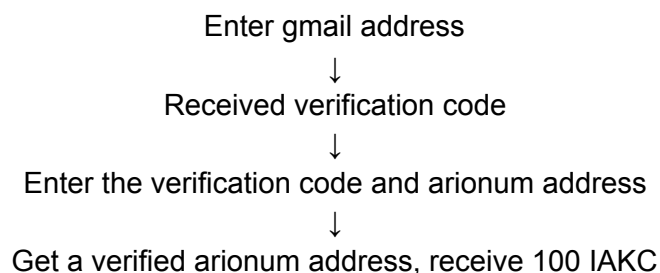 Enter gmail address
↓
Received verification code
↓
Enter the verification code and arionum address
↓
Get a verified arionum address, receive 100 IAKC